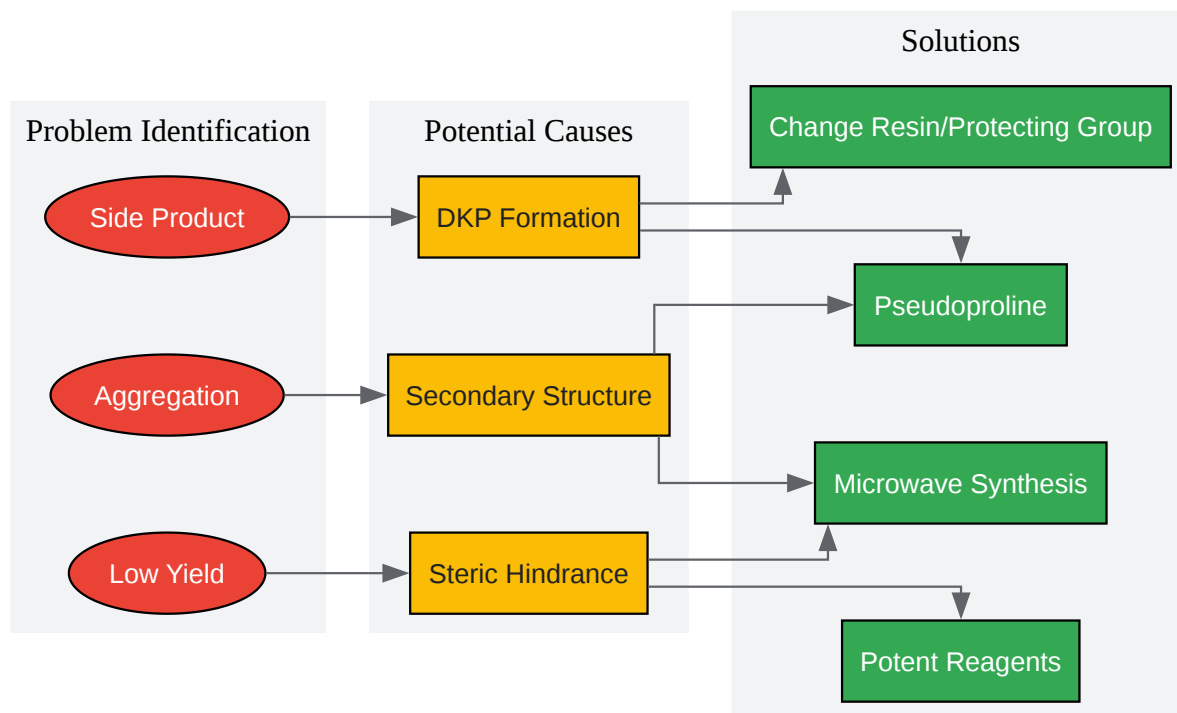 Problem Identification
Side Product
Aggregation
Low Yield
Potential Causes
DKP Formation
Secondary Structure
Steric Hindrance
Solutions
Change Resin/Protecting Group
Pseudoproline
Microwave Synthesis
Potent Reagents